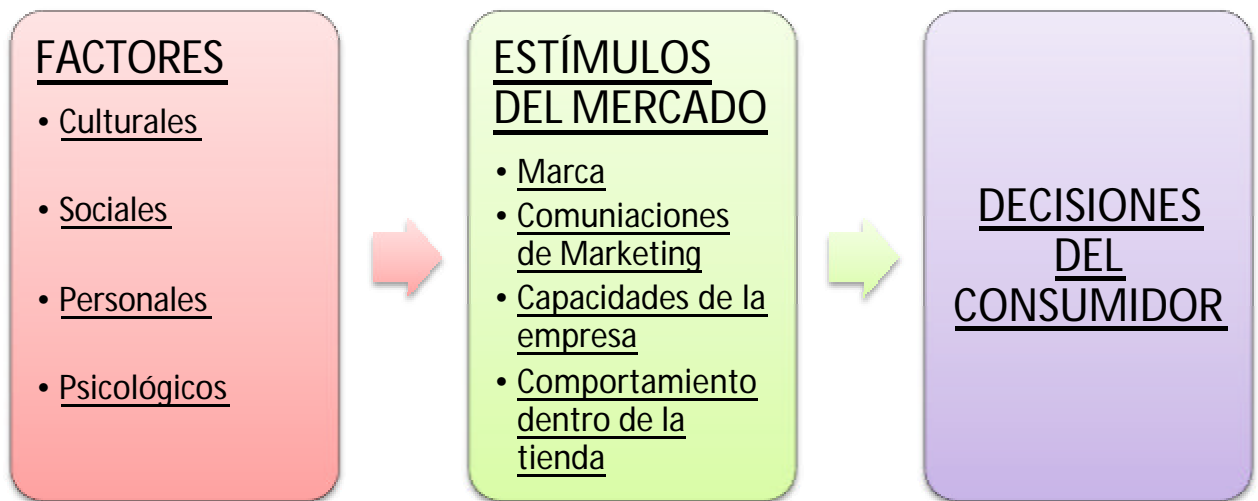 FACTORES
• Culturales
• Sociales
• Personales
• Psicológicos
ESTÍMULOS
DEL MERCADO
• Marca
• Comuniaciones
de Marketing
• Capacidades de la
empresa
• Comportamiento
dentro de la
tienda
DECISIONES
DEL
CONSUMIDOR